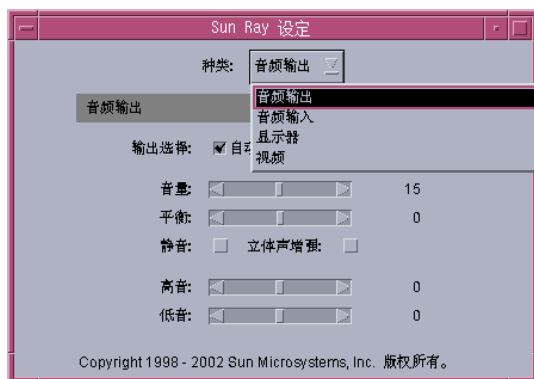 Sun Ray 设定
种类: 音频输出
音频输出
音频输出
音频输入
显示器
视频
输出选择: 自
音量: 15
平衡: 0
静音: 立体声增强:
高音: 0
低音: 0
Copyright 1998 - 2002 Sun Microsystems, Inc. 版权所有。